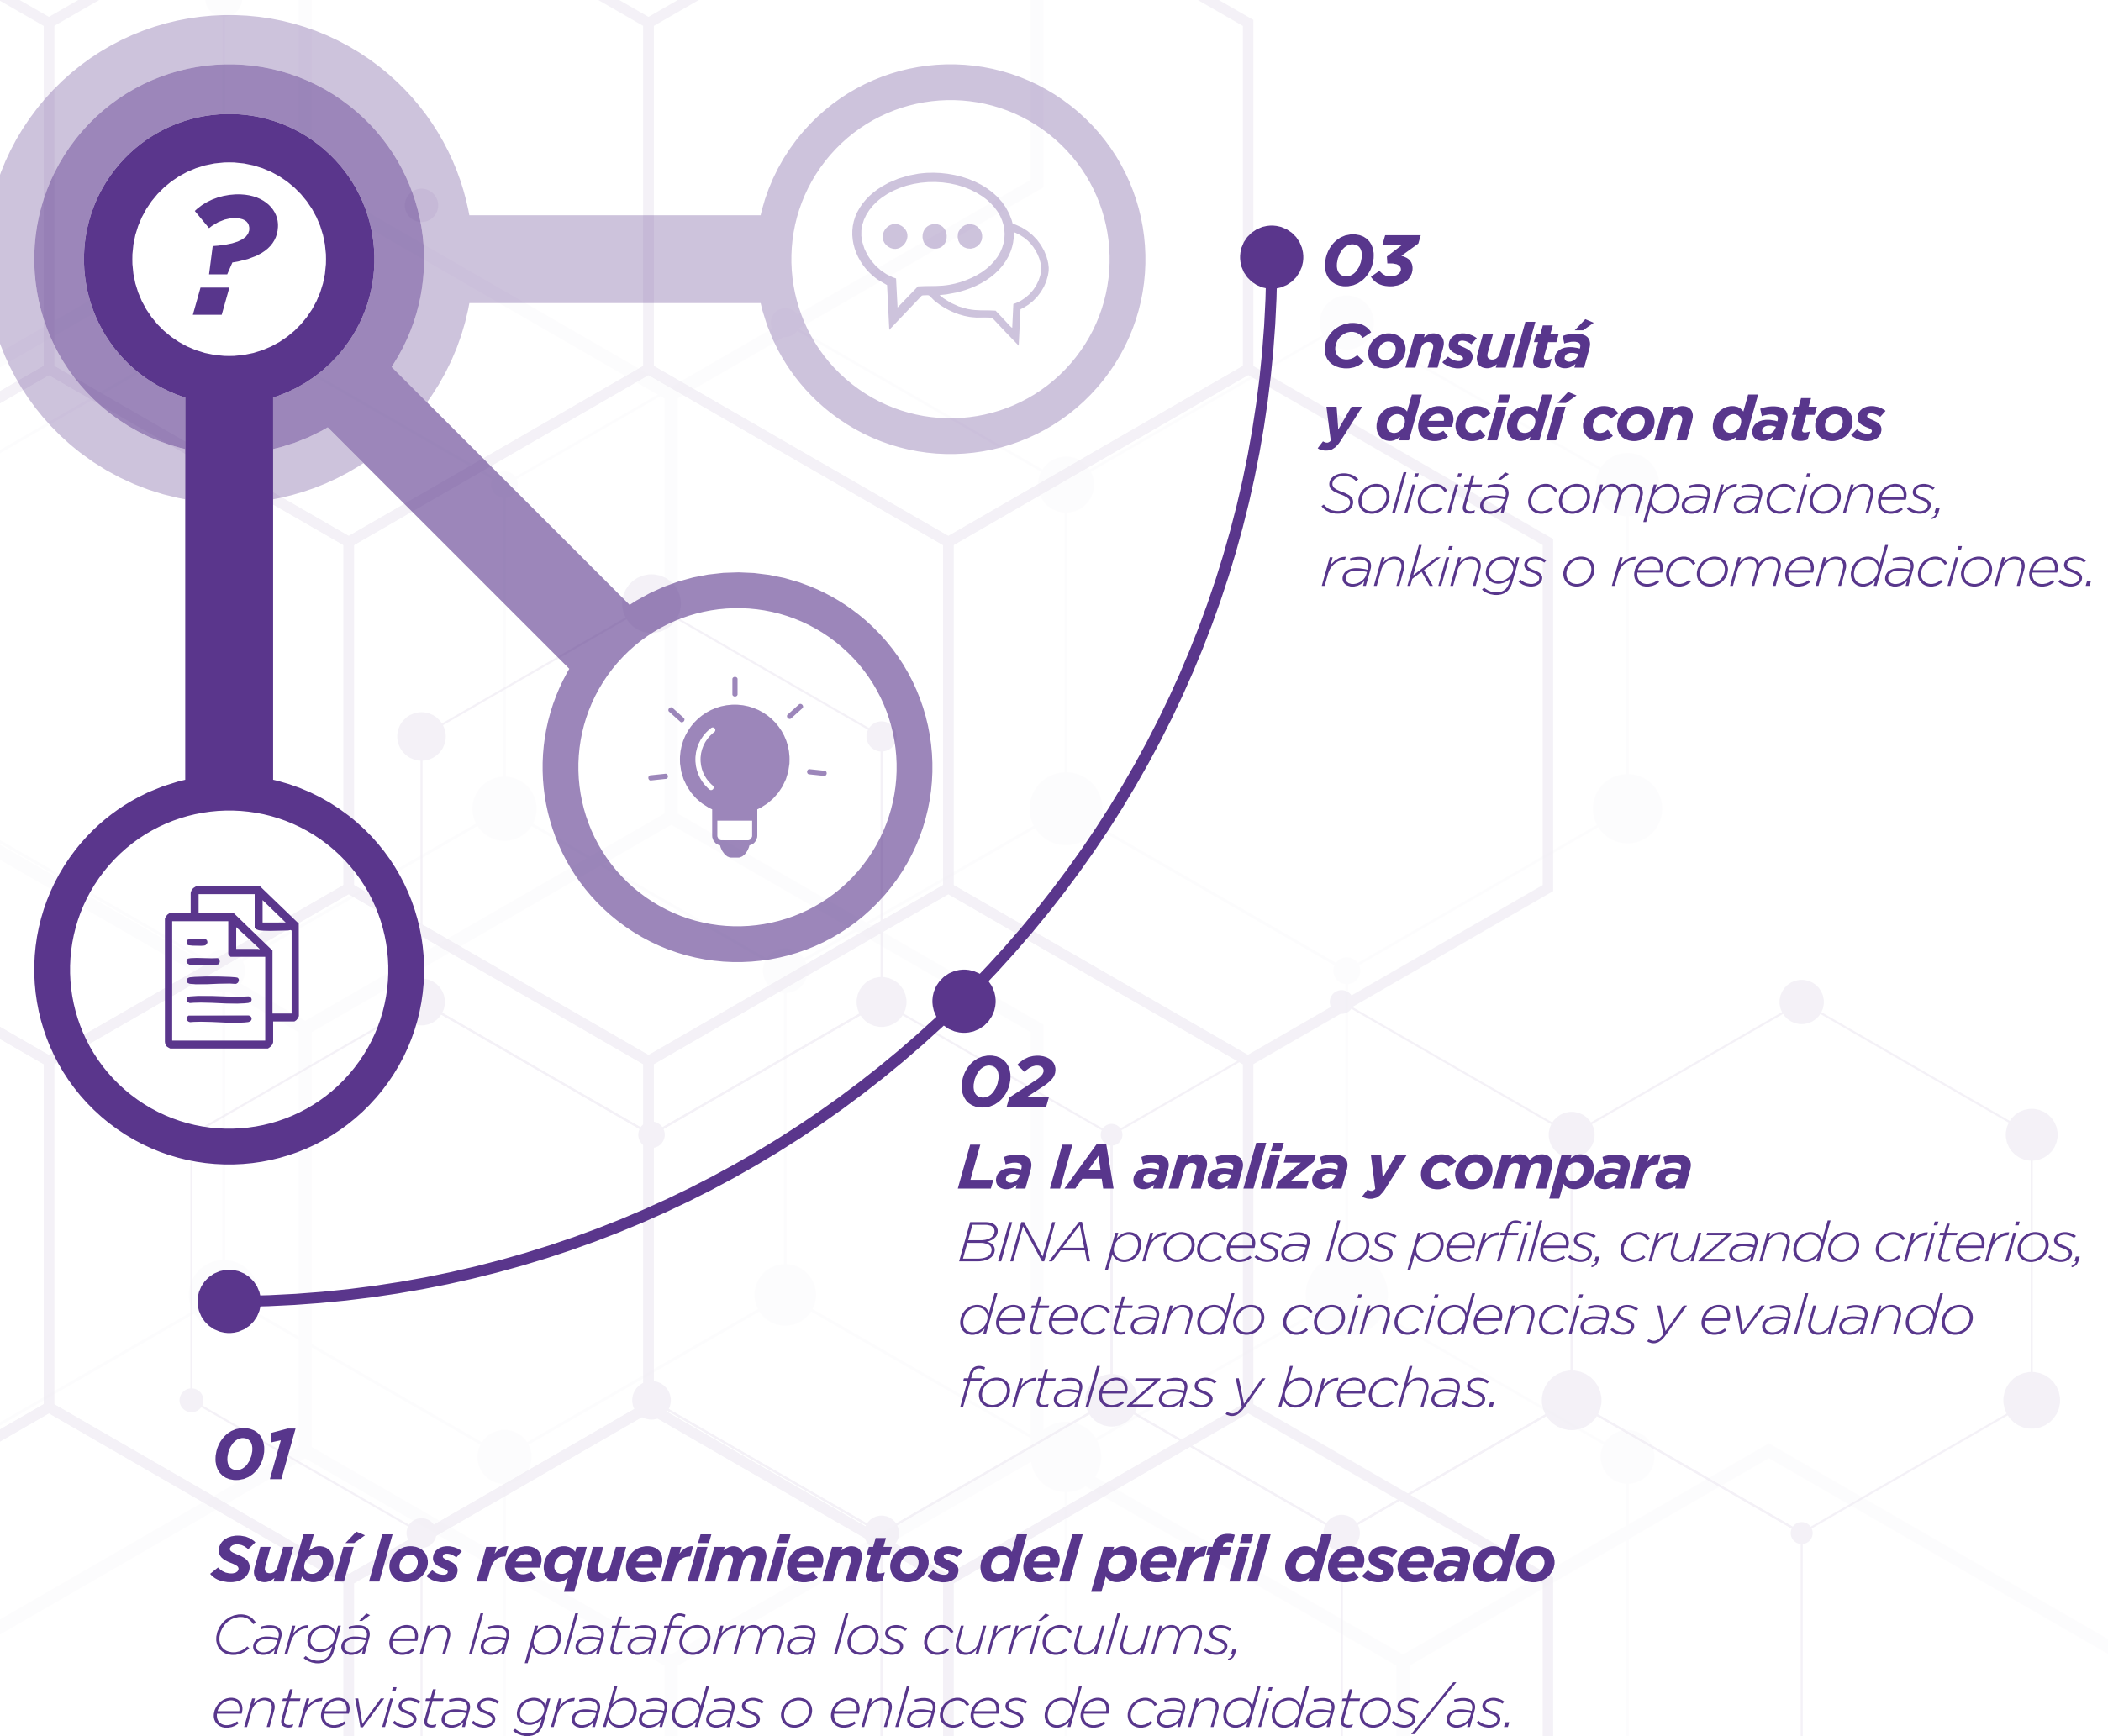 ?
03
Consultá
y decidí con datos
Solicitá comparaciones,
rankings o recomendaciones.
02
La IA analiza y compara
BINA procesa los perfiles, cruzando criterios,
detectando coincidencias y evaluando
fortalezas y brechas.
01
Subí los requerimientos del perfil deseado
Cargá en la plataforma los currículums,
entrevistas grabadas o enlaces de candidatos/as.